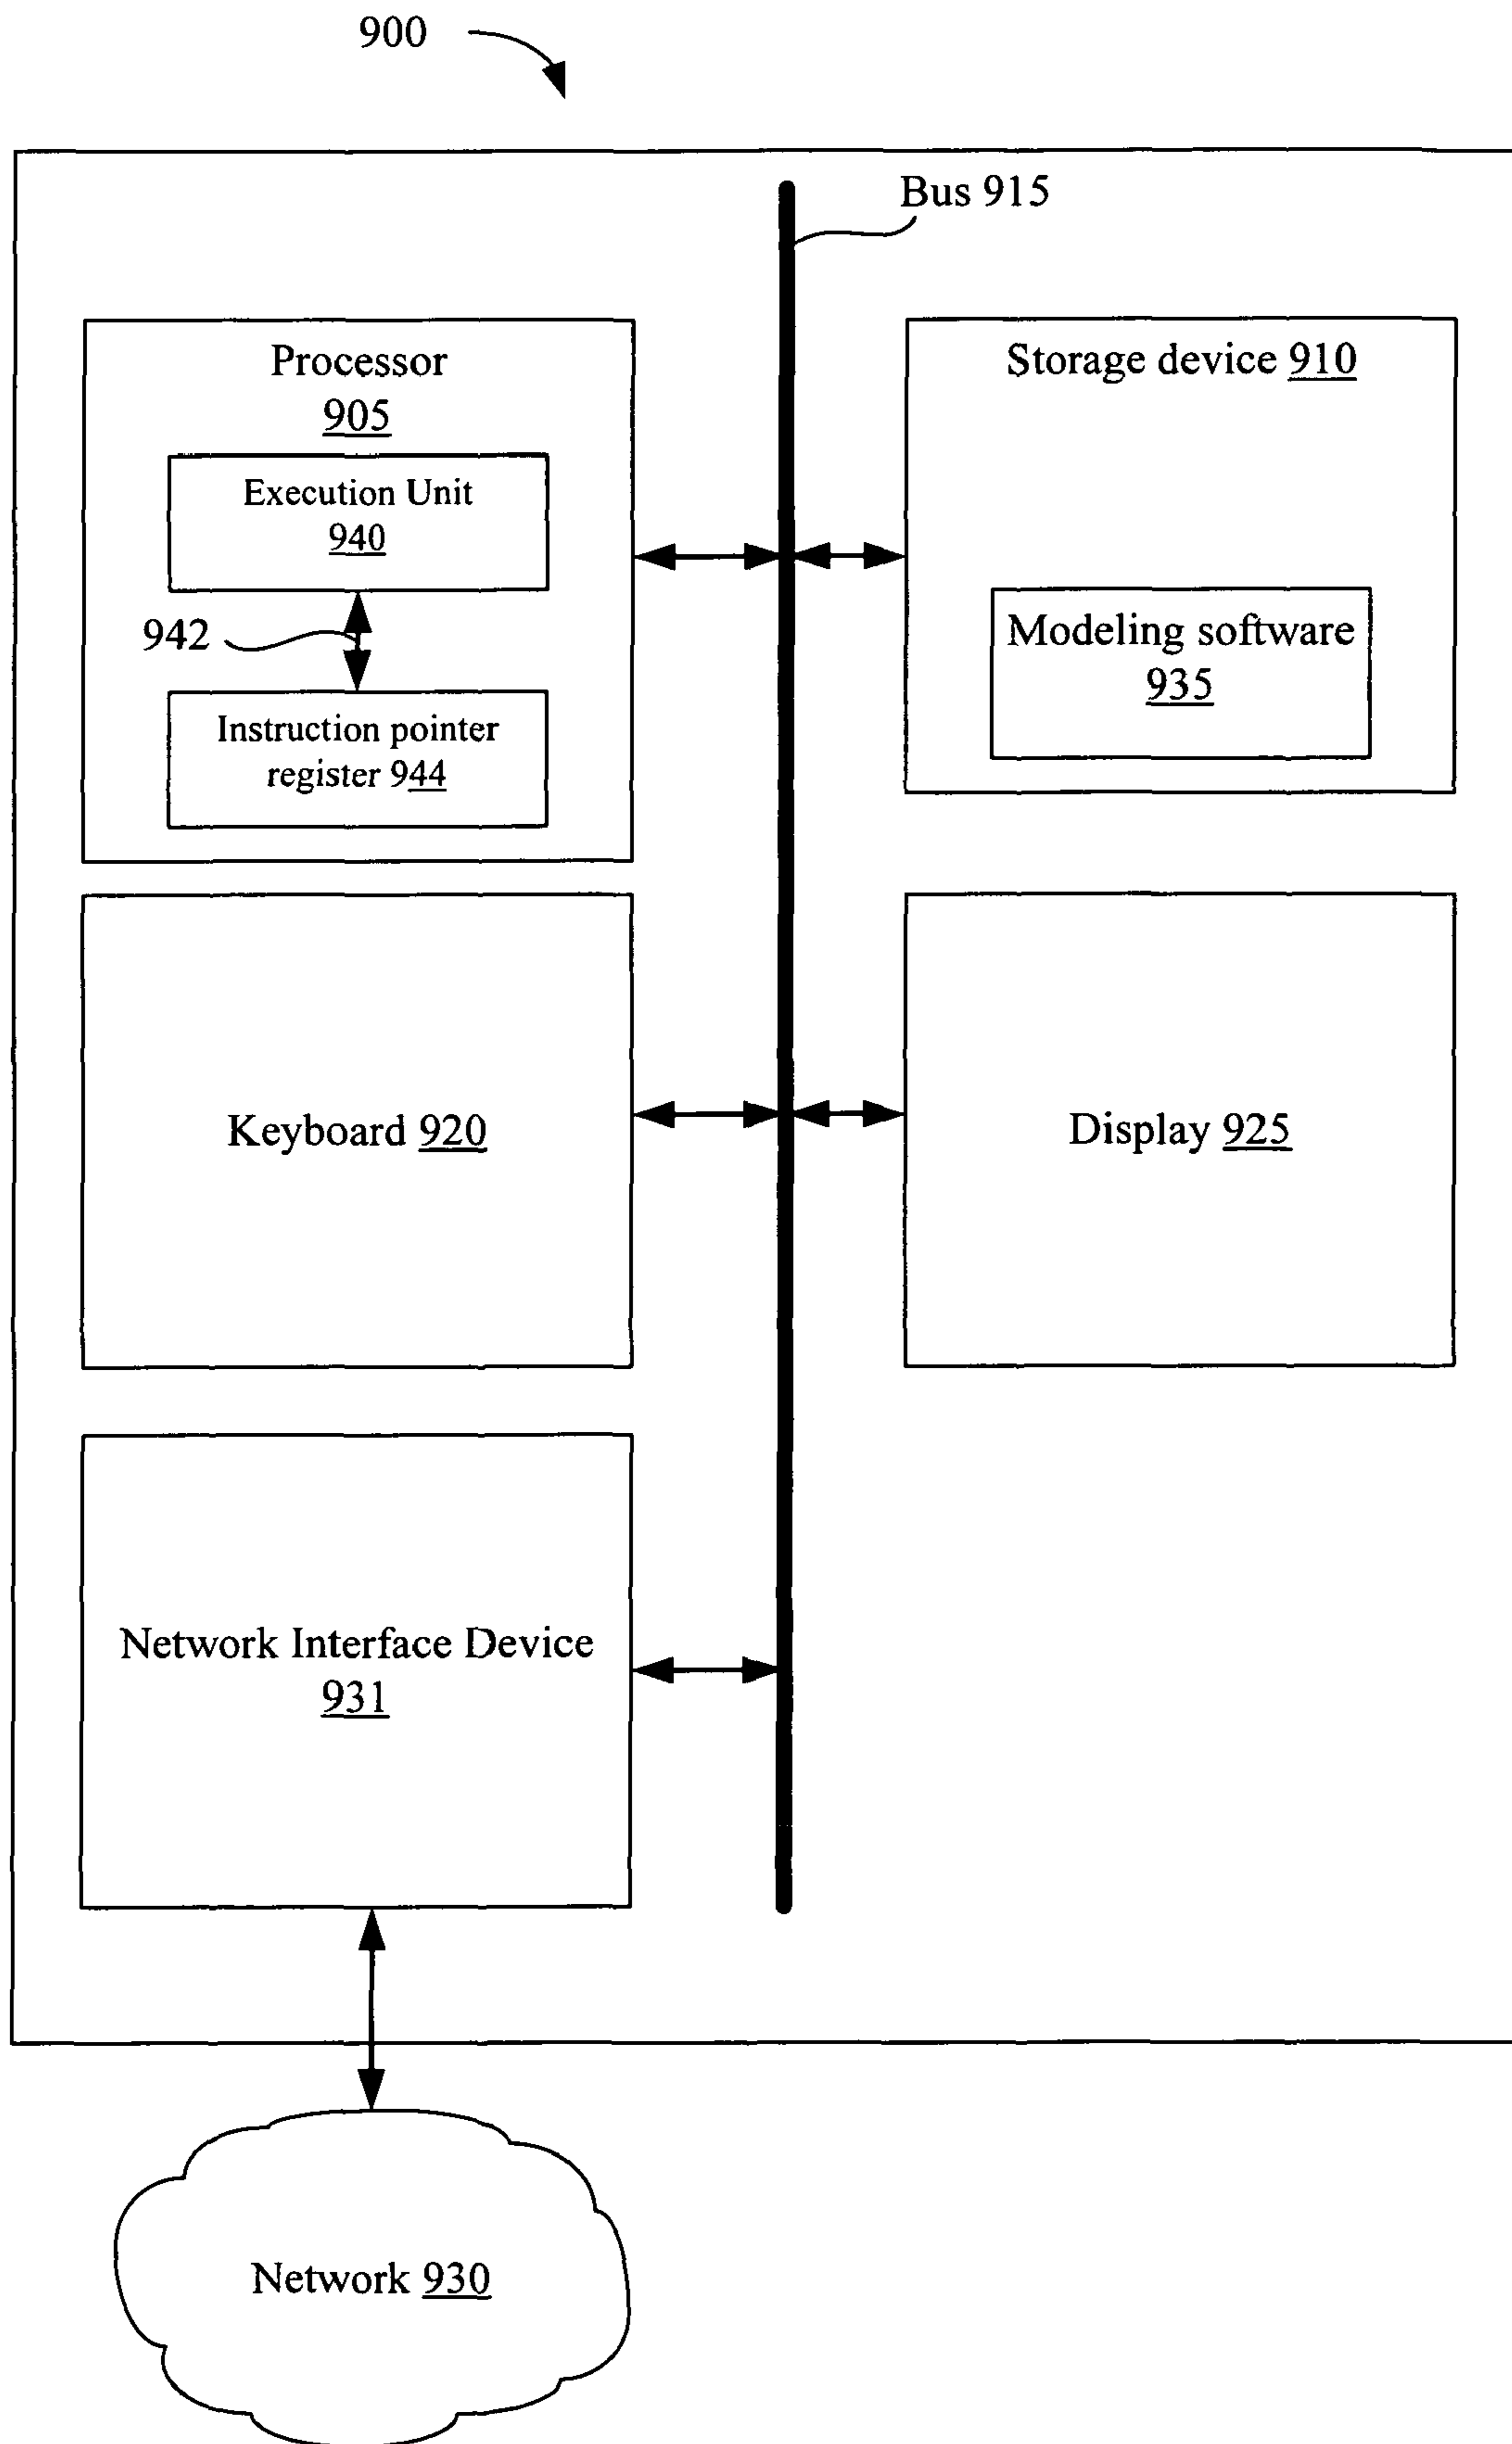 900
Bus 915
Processor
905
Execution Unit
940
942
Instruction pointer
register 944
Storage device 910
Modeling software
935
Keyboard 920
Display 925
Network Interface Device
931
Network 930